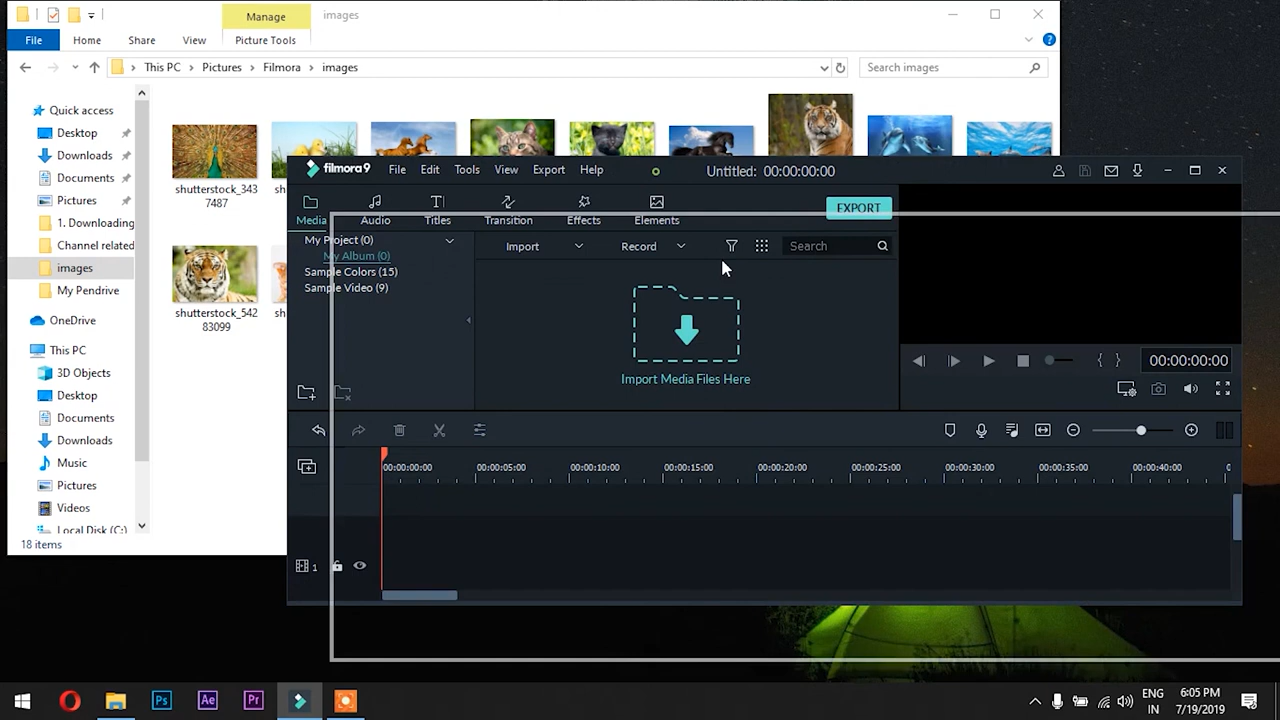 Manage
images
File
Home
Share
View
Picture Tools
This PC
Pictures
Filmora
images
Search images
Quick access
Desktop
Downloads
Documents
Pictures
1. Downloading
Channel related
images
My Pendrive
OneDrive
This PC
3D Objects
Desktop
Documents
Downloads
Music
Pictures
Videos
Local Disk (C:)
18 items
shutterstock_343
7487
shutterstock_542
83099
filmora9
File
Edit
Tools
View
Export
Help
Untitled: 00:00:00:00
Media
Audio
Titles
Transition
Effects
Elements
EXPORT
My Project (0)
My Album (0)
Sample Colors (15)
Sample Video (9)
Import
Record
Search
Import Media Files Here
00:00:00:00
00:00:00:00
00:00:05:00
00:00:10:00
00:00:15:00
00:00:20:00
00:00:25:00
00:00:30:00
00:00:35:00
00:00:40:00
1
Ps
Ae
Pr
ENG
IN
6:05 PM
7/19/2019